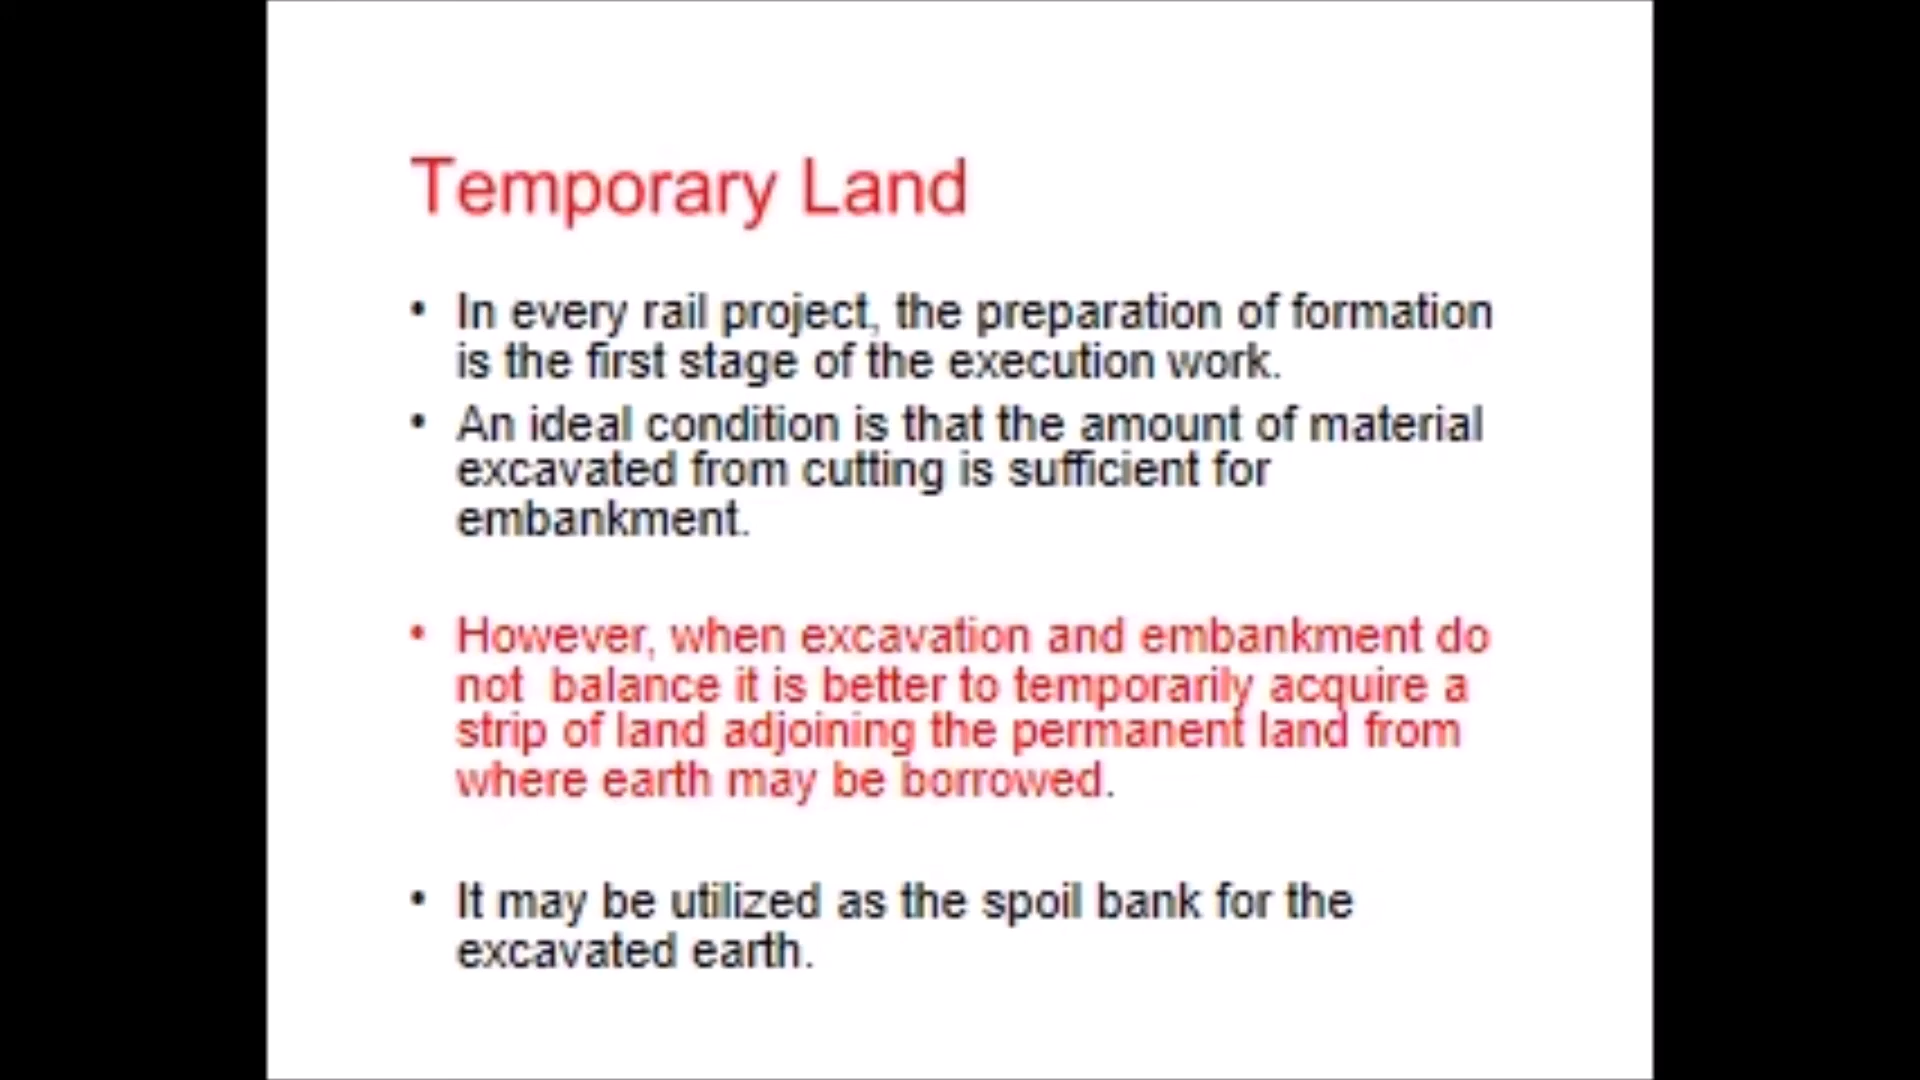 Temporary Land
• In every rail project, the preparation of formation
is the first stage of the execution work.
• An ideal condition is that the amount of material
excavated from cutting is sufficient for
embankment.
• However, when excavation and embankment do
not  balance it is better to temporarily acquire a
strip of land adjoining the permanent land from
where earth may be borrowed.
• It may be utilized as the spoil bank for the
excavated earth.